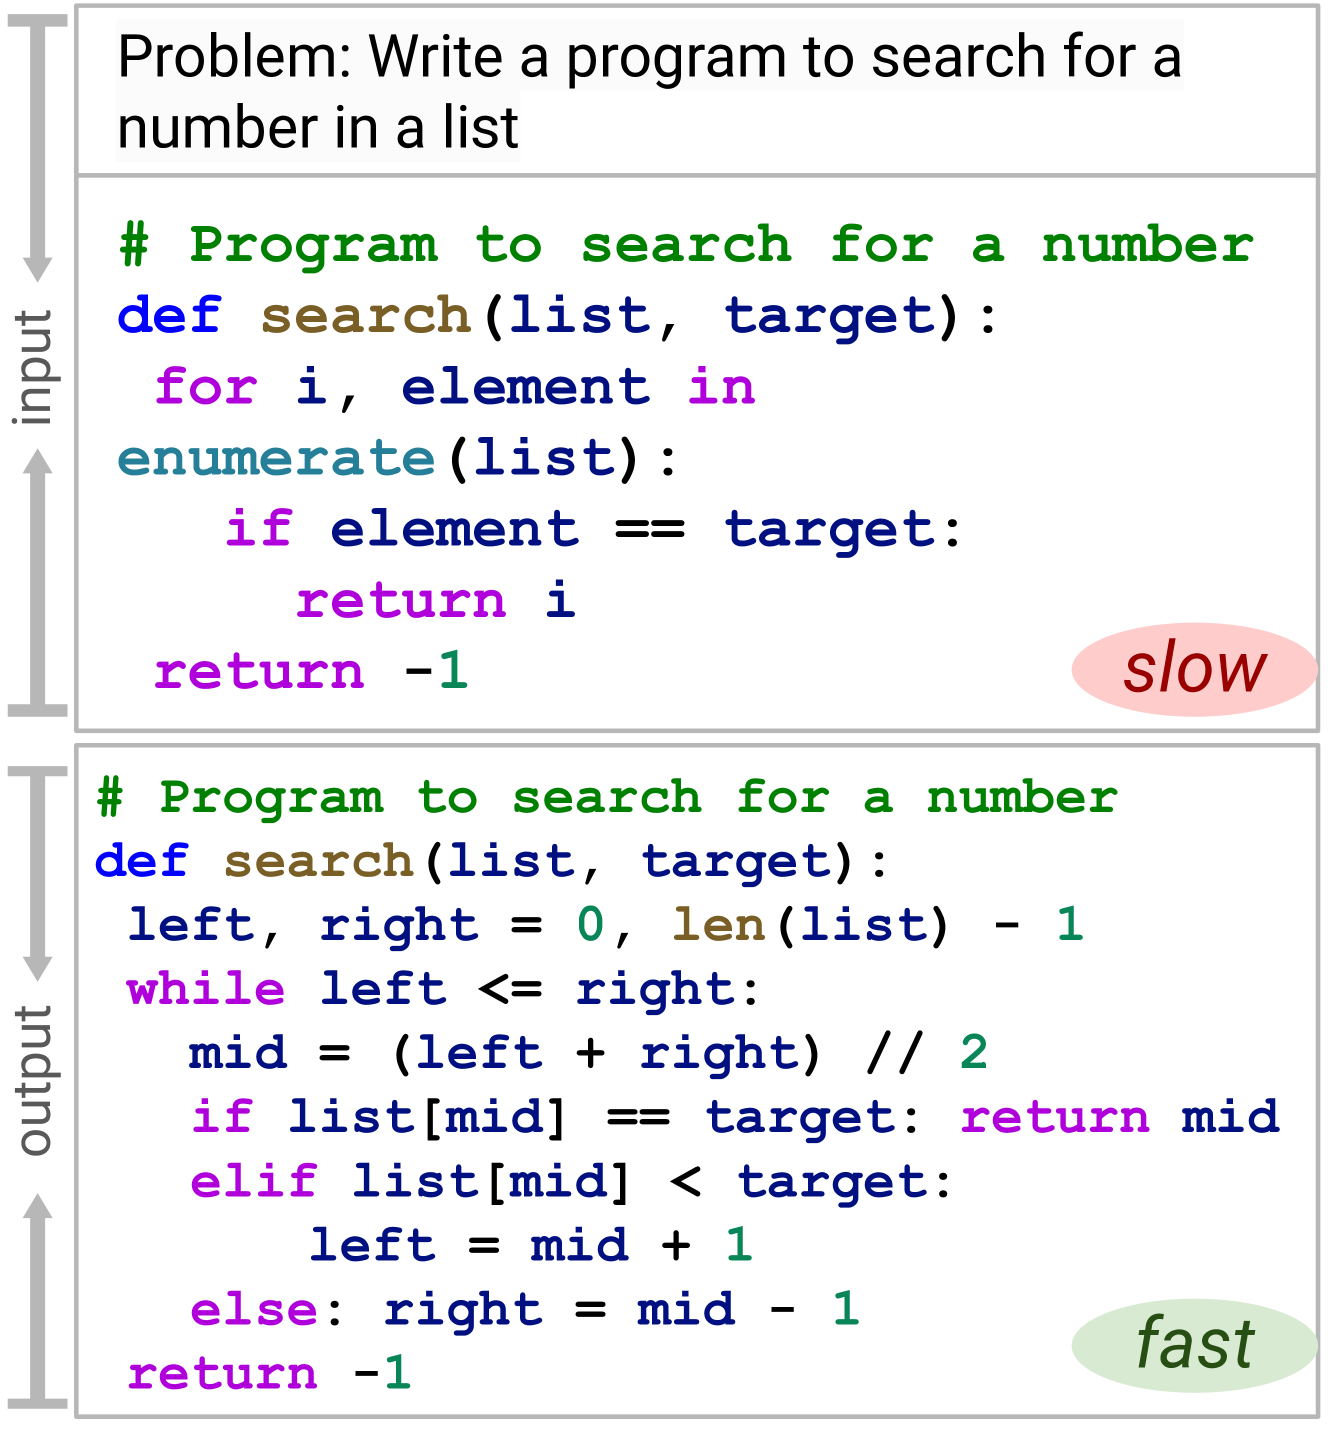 Problem: Write a program to search for a
number in a list
# Program to search for a number
def search(list, target):
 for i, element in
enumerate(list):
   if element == target:
     return i
 return -1
slow
input
# Program to search for a number
def search(list, target):
 left, right = 0, len(list) - 1
 while left <= right:
   mid = (left + right) // 2
   if list[mid] == target: return mid
   elif list[mid] < target:
       left = mid + 1
   else: right = mid - 1
 return -1
fast
output